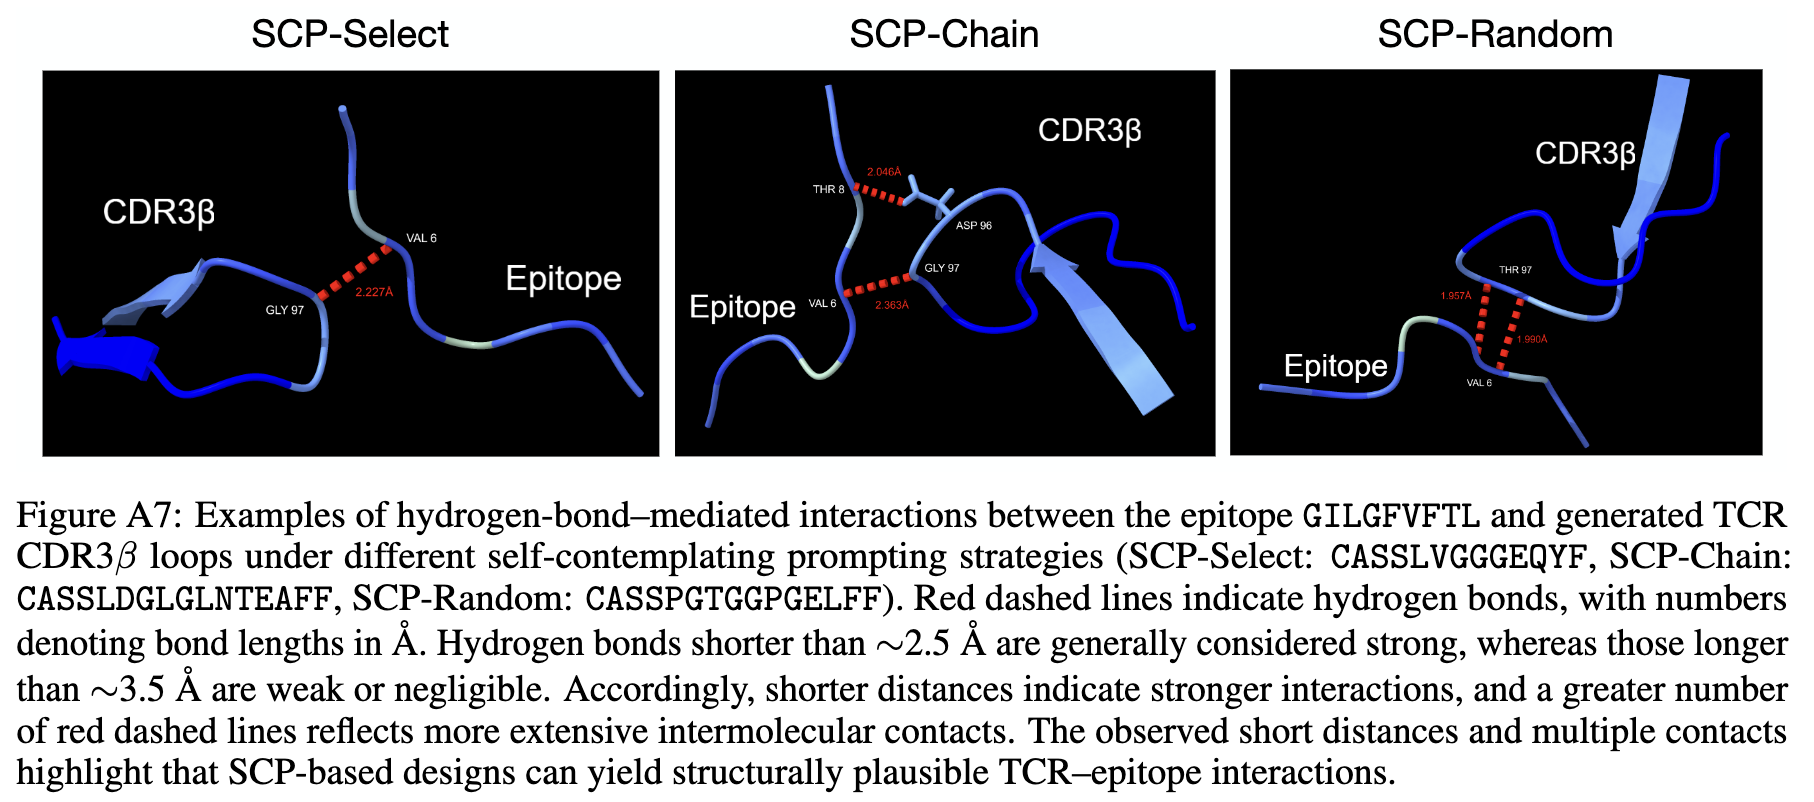 SCP-Select
SCP-Chain
SCP-Random
CDR3β
VAL 6
Epitope
2.227Å
GLY 97
CDR3β
2.046Å
THR 8
ASP 96
GLY 97
Epitope
VAL 6
2.363Å
CDR3β
THR 97
1.957Å
1.990Å
Epitope
VAL 6
Figure A7: Examples of hydrogen-bond–mediated interactions between the epitope GILGFVFTL and generated TCR
CDR3β loops under different self-contemplating prompting strategies (SCP-Select: CASSLVGGGEQYF, SCP-Chain:
CASSLDGLGLNTEAFF, SCP-Random: CASSPGTGGPGELFF). Red dashed lines indicate hydrogen bonds, with numbers
denoting bond lengths in Å. Hydrogen bonds shorter than ∼2.5 Å are generally considered strong, whereas those longer
than ∼3.5 Å are weak or negligible. Accordingly, shorter distances indicate stronger interactions, and a greater number
of red dashed lines reflects more extensive intermolecular contacts. The observed short distances and multiple contacts
highlight that SCP-based designs can yield structurally plausible TCR–epitope interactions.